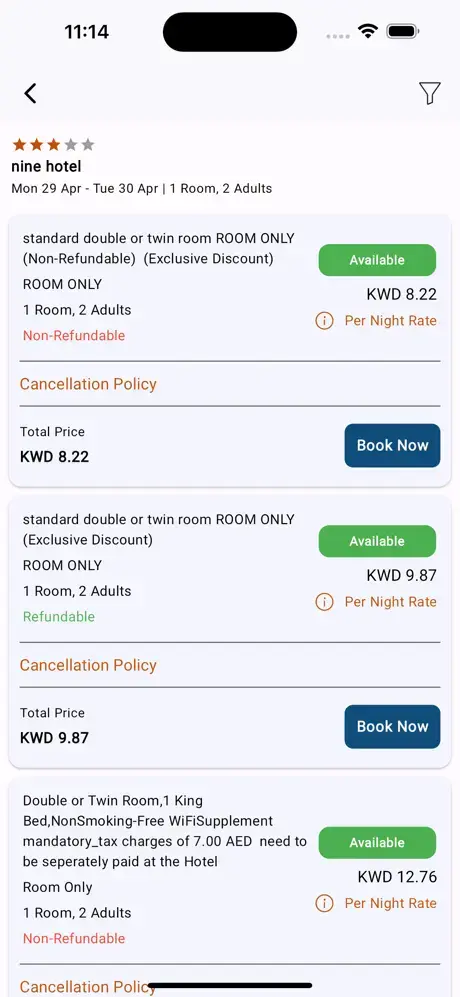 11:14
nine hotel
Mon 29 Apr - Tue 30 Apr | 1 Room, 2 Adults
standard double or twin room ROOM ONLY
(Non-Refundable)  (Exclusive Discount)
Available
ROOM ONLY
KWD 8.22
1 Room, 2 Adults
Per Night Rate
Non-Refundable
Cancellation Policy
Total Price
KWD 8.22
Book Now
standard double or twin room ROOM ONLY
(Exclusive Discount)
Available
ROOM ONLY
KWD 9.87
1 Room, 2 Adults
Per Night Rate
Refundable
Cancellation Policy
Total Price
KWD 9.87
Book Now
Double or Twin Room,1 King
Bed,NonSmoking-Free WiFiSupplement
mandatory_tax charges of 7.00 AED  need to
be seperately paid at the Hotel
Available
Room Only
KWD 12.76
1 Room, 2 Adults
Per Night Rate
Non-Refundable
Cancellation Policy